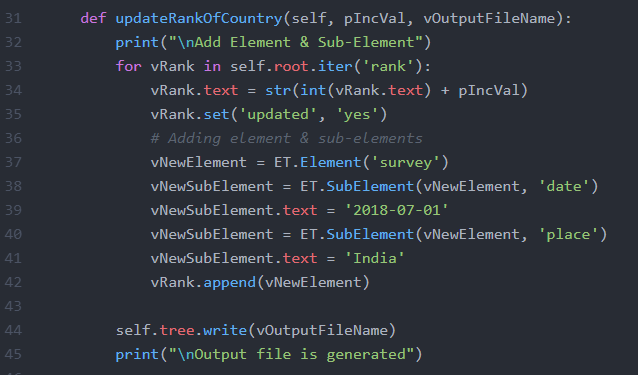 31 def updateRankOfCountry(self, pIncVal, vOutputFileName):
32 print("\nAdd Element & Sub-Element")
33 for vRank in self.root.iter('rank'):
34 vRank.text = str(int(vRank.text) + pIncVal)
35 vRank.set('updated', 'yes')
36 # Adding element & sub-elements
37 vNewElement = ET.Element('survey')
38 vNewSubElement = ET.SubElement(vNewElement, 'date')
39 vNewSubElement.text = '2018-07-01'
40 vNewSubElement = ET.SubElement(vNewElement, 'place')
41 vNewSubElement.text = 'India'
42 vRank.append(vNewElement)
43
44 self.tree.write(vOutputFileName)
45 print("\nOutput file is generated")